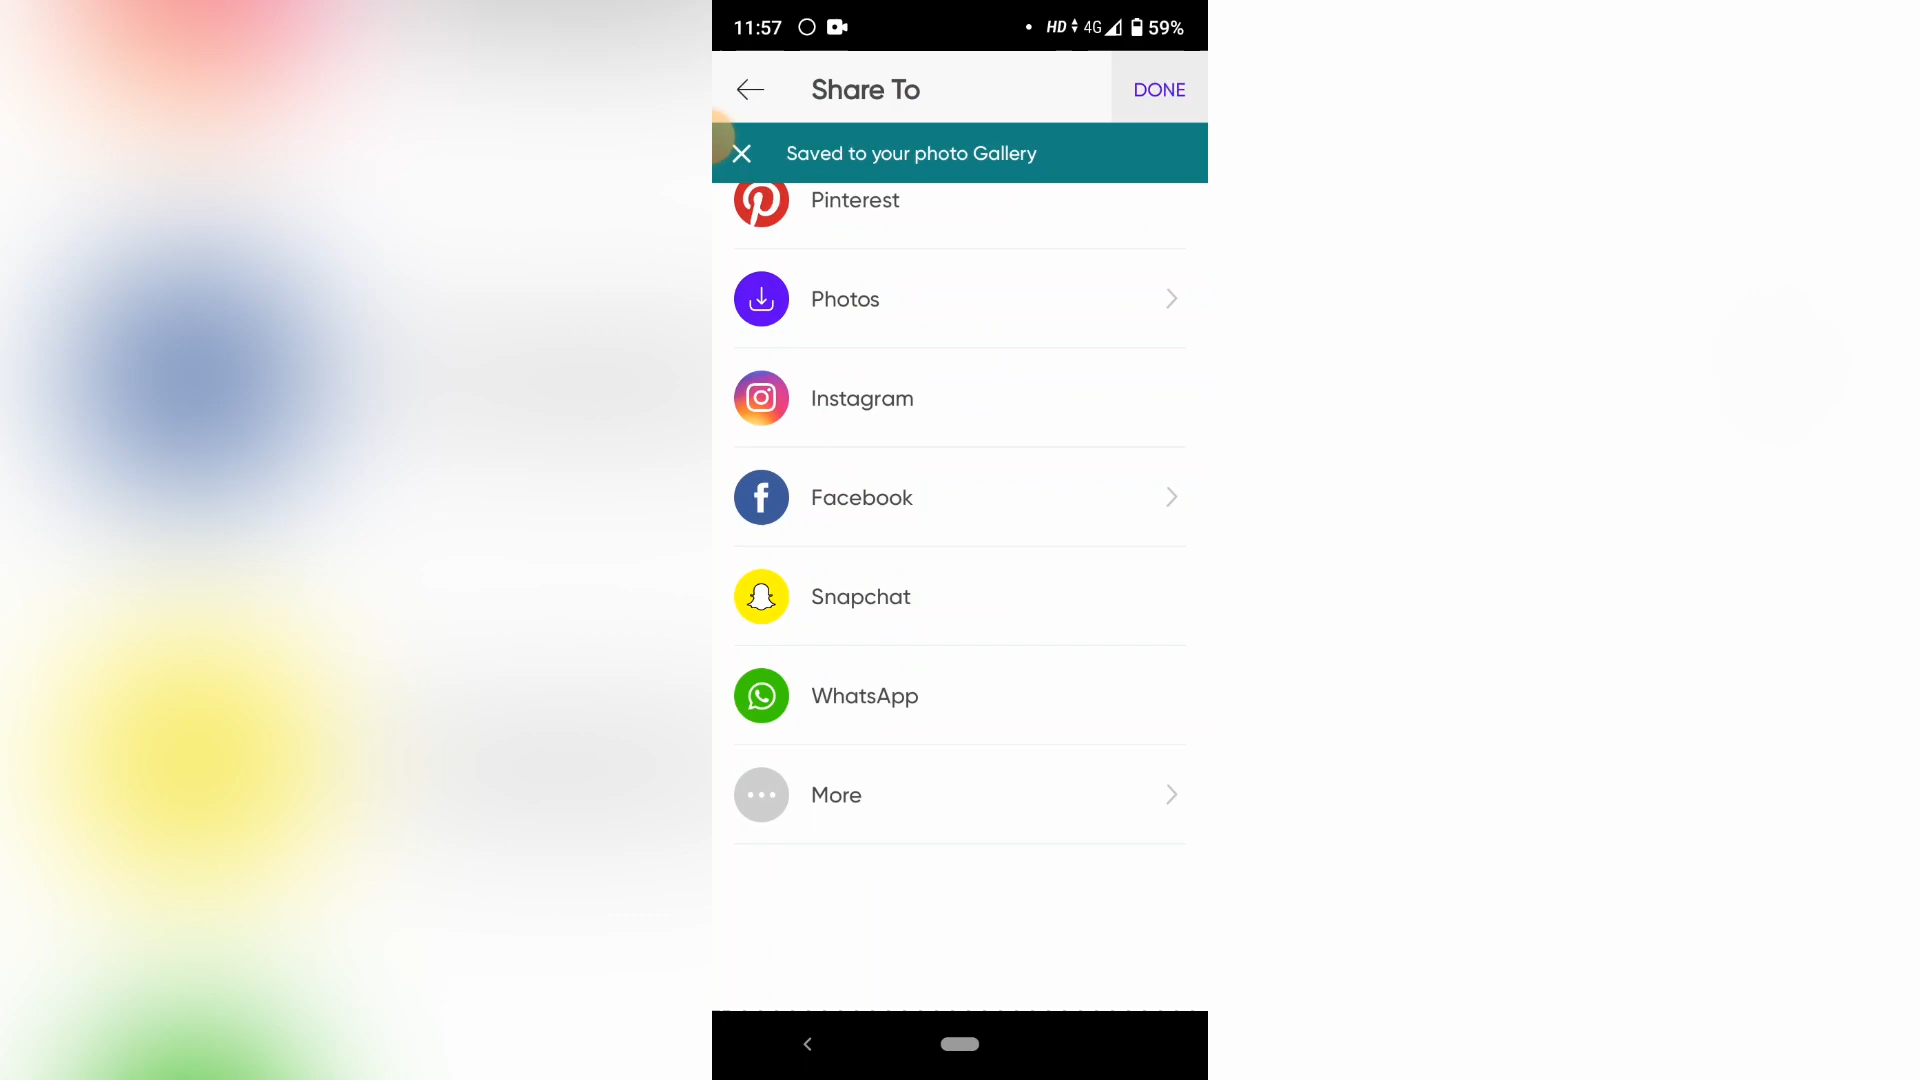 11:57 HD 4G 59%
Share To DONE
Saved to your photo Gallery
Pinterest
Photos
Instagram
Facebook
Snapchat
WhatsApp
More